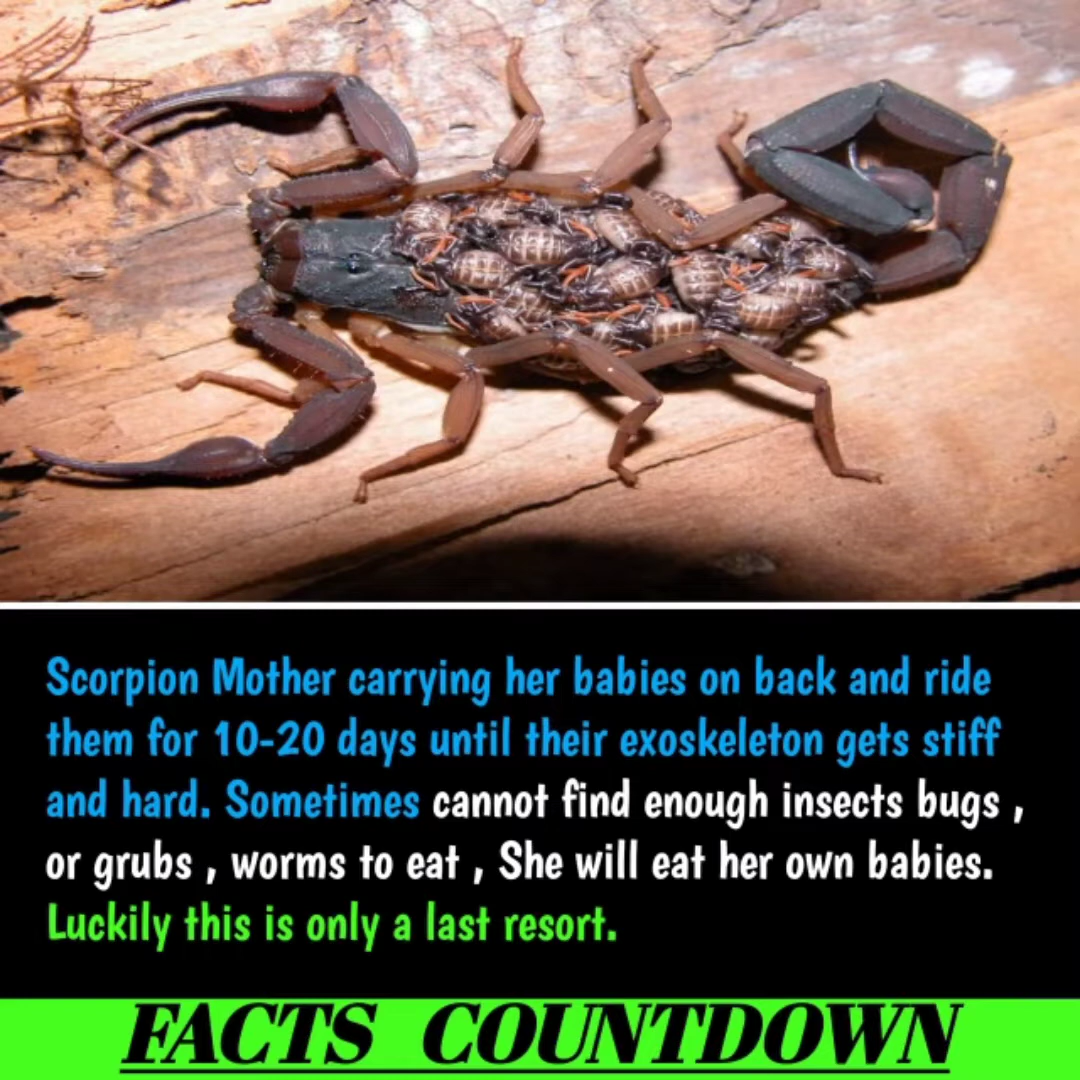 Scorpion Mother carrying her babies on back and ride
them for 10-20 days until their exoskeleton gets stiff
and hard. Sometimes cannot find enough insects bugs ,
or grubs , worms to eat , She will eat her own babies.
Luckily this is only a last resort.
FACTS COUNTDOWN